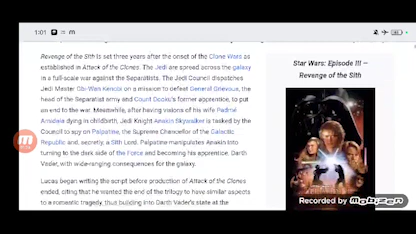 1:01
Revenge of the Sith is set three years after the onset of the Clone Wars as
established in Attack of the Clones. The Jedi are spread across the galaxy
in a full-scale war against the Separatists. The Jedi Council dispatches
Jedi Master Obi-Wan Kenobi on a mission to defeat General Grievous, the
head of the Separatist army and Count Dooku's former apprentice, to put
an end to the war. Meanwhile, after having visions of his wife Padmé
Amidala dying in childbirth, Jedi Knight Anakin Skywalker is tasked by the
Council to spy on Palpatine, the Supreme Chancellor of the Galactic
Republic and, secretly, a Sith Lord. Palpatine manipulates Anakin into
turning to the dark side of the Force and becoming his apprentice, Darth
Vader, with wide-ranging consequences for the galaxy.
Lucas began writing the script before production of Attack of the Clones
ended, citing that he wanted the end of the trilogy to have similar aspects
to a romantic tragedy, thus building into Darth Vader's state at the
Star Wars: Episode III –
Revenge of the Sith
Recorded by Mobizen